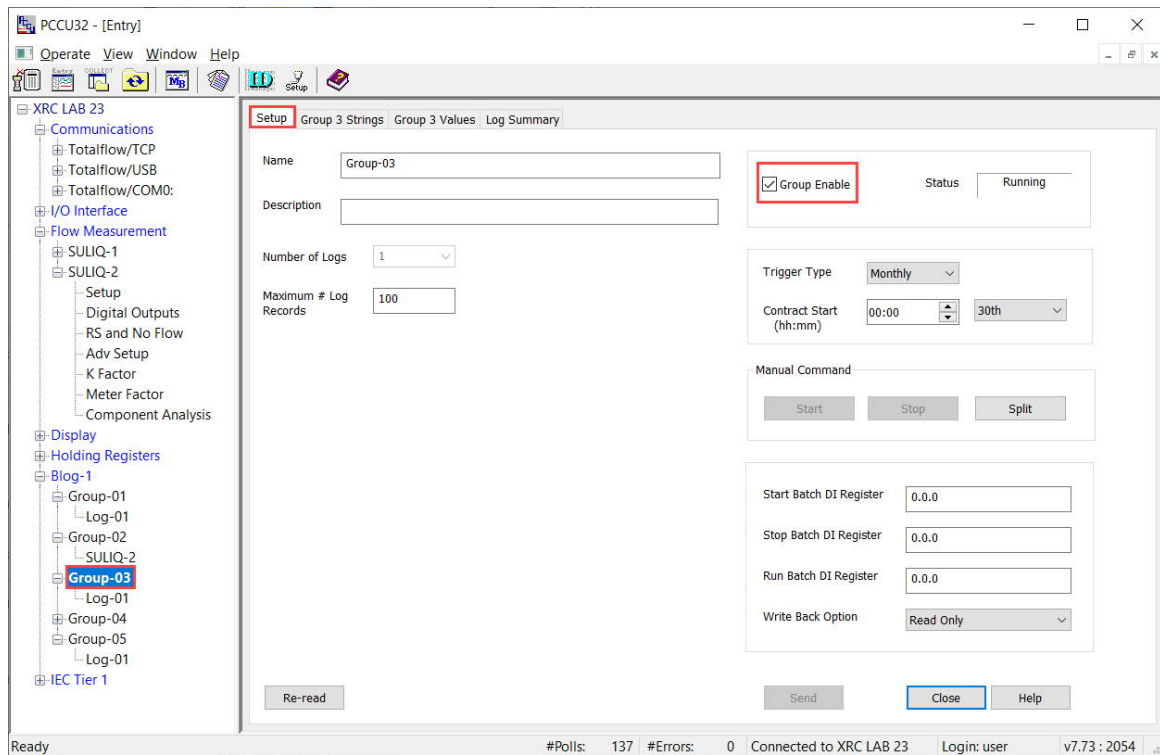 PCCU32 - [Entry]
Operate View Window Help
Entry COLLECT MB ID Manager Setup
XRC LAB 23
Communications
Totalflow/TCP
Totalflow/USB
Totalflow/COM0:
I/O Interface
Flow Measurement
SULIQ-1
SULIQ-2
Setup
Digital Outputs
RS and No Flow
Adv Setup
K Factor
Meter Factor
Component Analysis
Display
Holding Registers
Blog-1
Group-01
Log-01
Group-02
SULIQ-2
Group-03
Log-01
Group-04
Group-05
Log-01
IEC Tier 1
Setup Group 3 Strings Group 3 Values Log Summary
Name Group-03
Description
Number of Logs 1
Maximum # Log
Records 100
Group Enable Status Running
Trigger Type Monthly
Contract Start
(hh:mm) 00:00 30th
Manual Command
Start Stop Split
Start Batch DI Register 0.0.0
Stop Batch DI Register 0.0.0
Run Batch DI Register 0.0.0
Write Back Option Read Only
Re-read Send Close Help
Ready #Polls: 137 #Errors: 0 Connected to XRC LAB 23 Login: user v7.73 : 2054